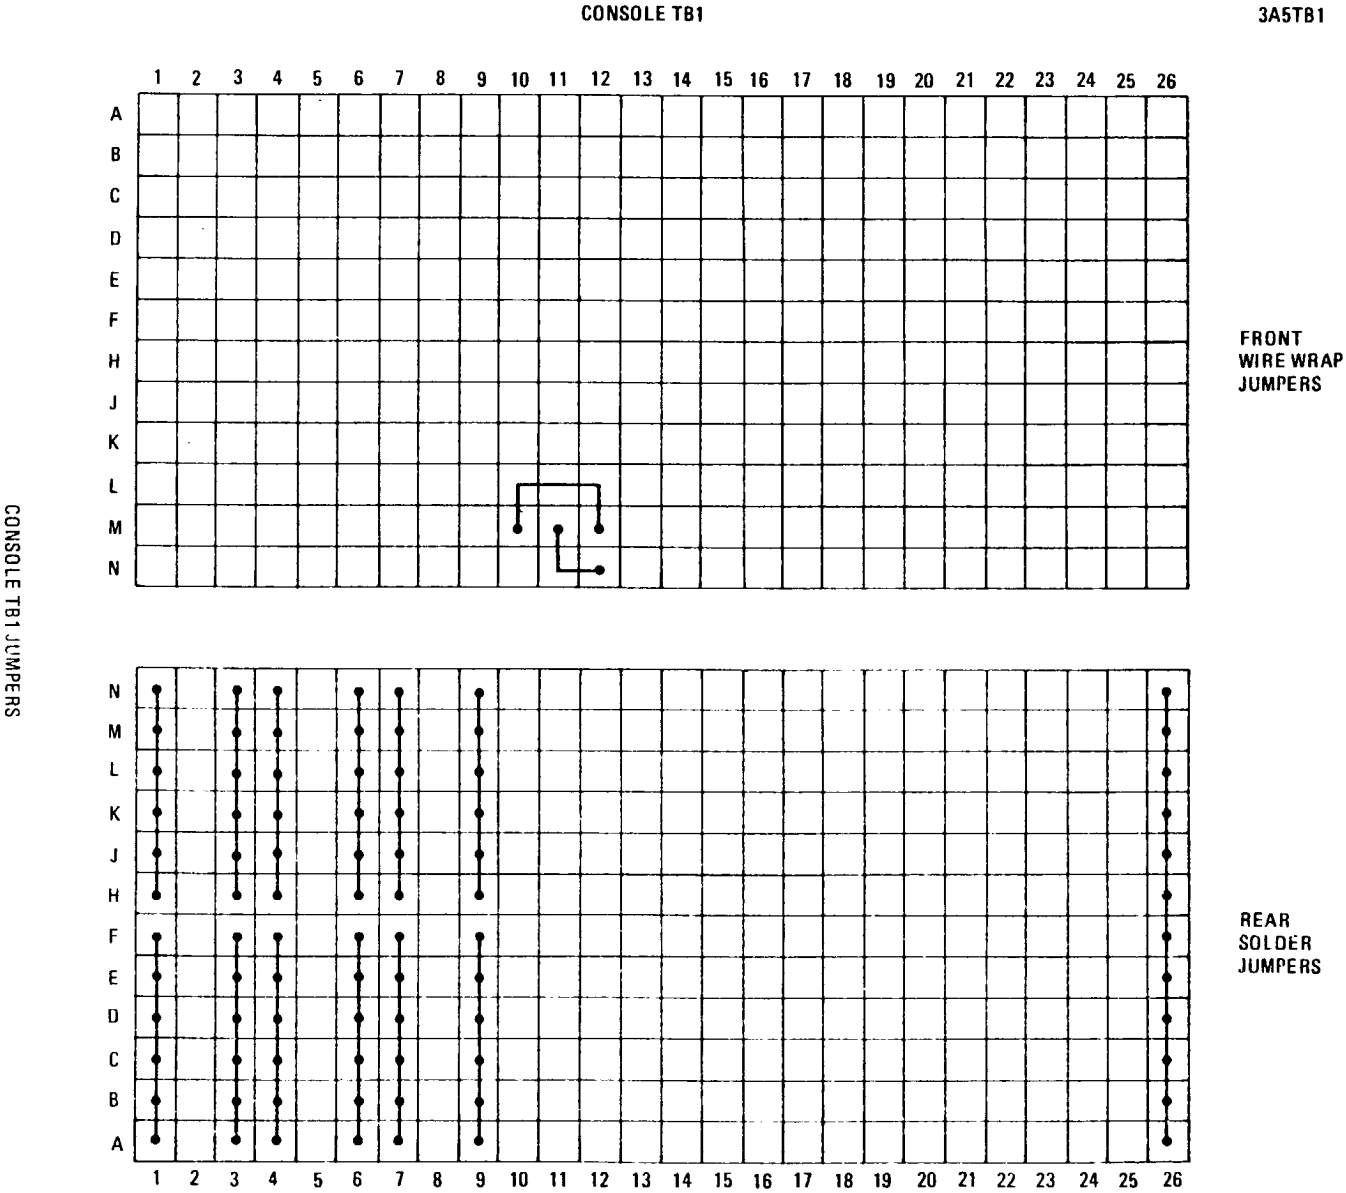 CONSOLE TB1
3A5TB1
1 2 3 4 5 6 7 8 9 10 11 12 13 14 15 16 17 18 19 20 21 22 23 24 25 26
A
B
C
D
E
F
H
J
K
L
M
N
FRONT
WIRE WRAP
JUMPERS
CONSOLE TB1 JUMPERS
N
M
L
K
J
H
F
E
D
C
B
A
REAR
SOLDER
JUMPERS
1 2 3 4 5 6 7 8 9 10 11 12 13 14 15 16 17 18 19 20 21 22 23 24 25 26